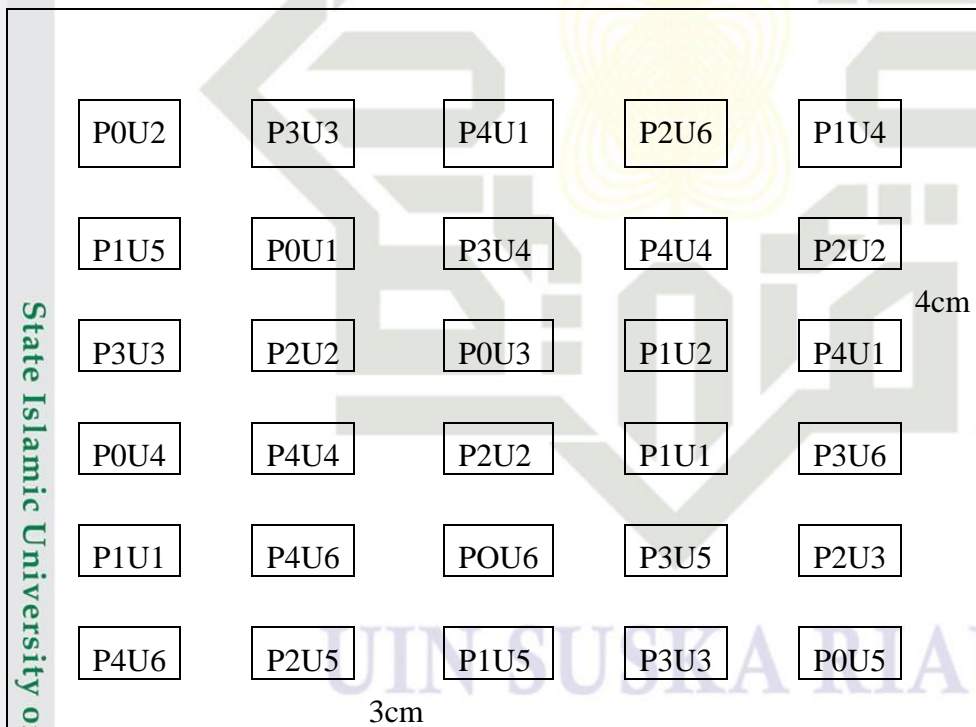 P0U2 P3U3 P4U1 P2U6 P1U4
P1U5 P0U1 P3U4 P4U4 P2U2
4cm
P3U3 P2U2 P0U3 P1U2 P4U1
P0U4 P4U4 P2U2 P1U1 P3U6
P1U1 P4U6 POU6 P3U5 P2U3
P4U6 P2U5 P1U5 P3U3 P0U5
3cm
State Islamic University of
UIN SUSKA RIA